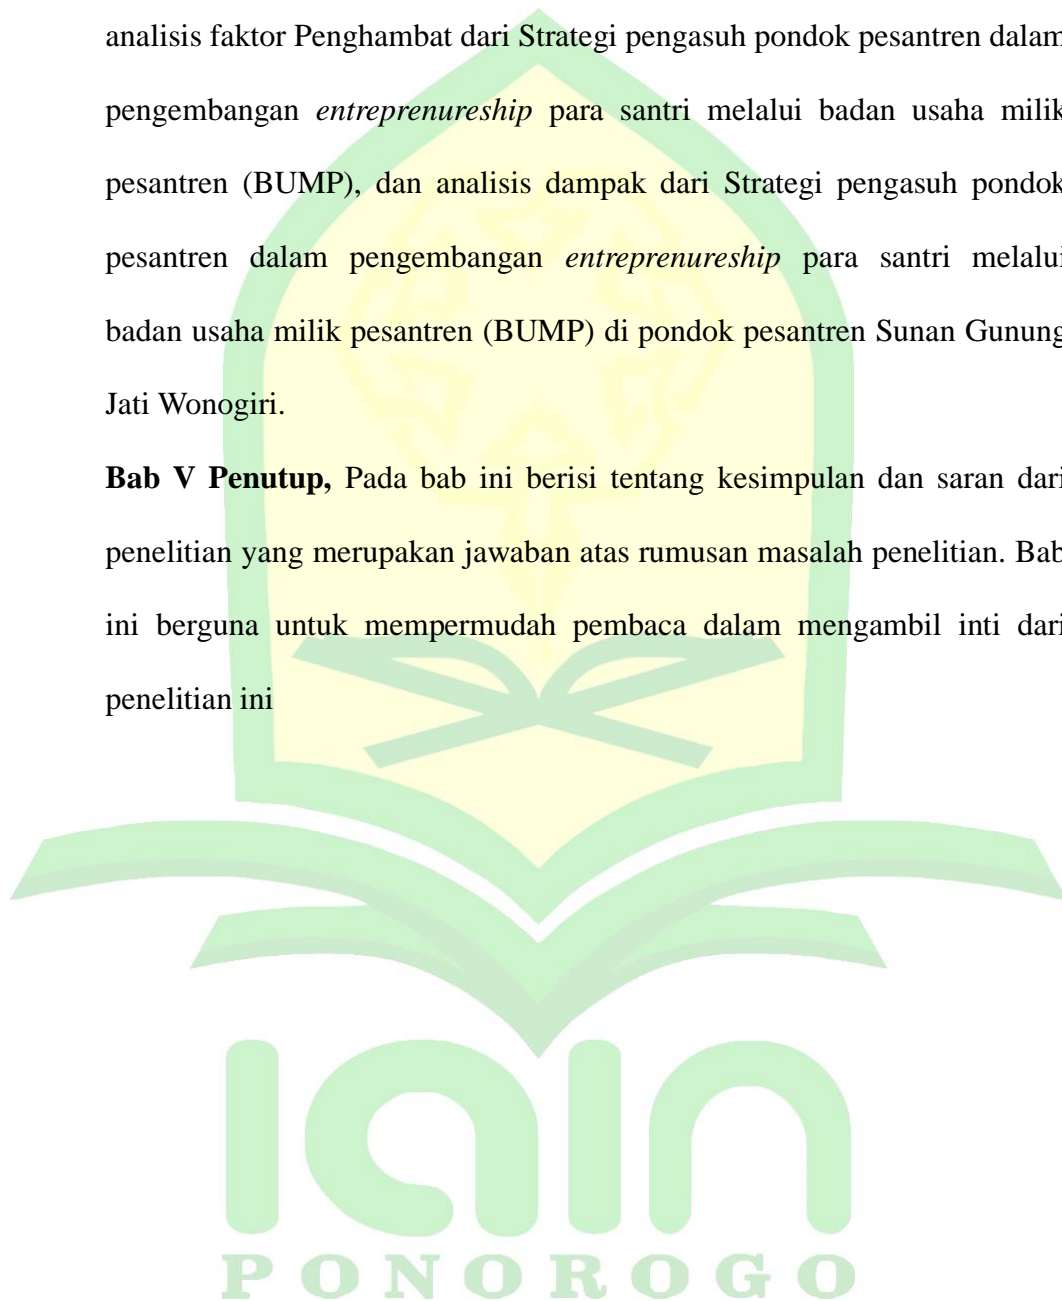 analisis faktor Penghambat dari Strategi pengasuh pondok pesantren dalam
pengembangan entreprenureship para santri melalui badan usaha milik
pesantren (BUMP), dan analisis dampak dari Strategi pengasuh pondok
pesantren dalam pengembangan entreprenureship para santri melalui
badan usaha milik pesantren (BUMP) di pondok pesantren Sunan Gunung
Jati Wonogiri.
Bab V Penutup, Pada bab ini berisi tentang kesimpulan dan saran dari
penelitian yang merupakan jawaban atas rumusan masalah penelitian. Bab
ini berguna untuk mempermudah pembaca dalam mengambil inti dari
penelitian ini
iain
PONOROGO